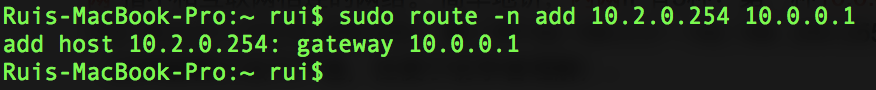 Ruis-MacBook-Pro:~ rui$ sudo route -n add 10.2.0.254 10.0.0.1
add host 10.2.0.254: gateway 10.0.0.1
Ruis-MacBook-Pro:~ rui$